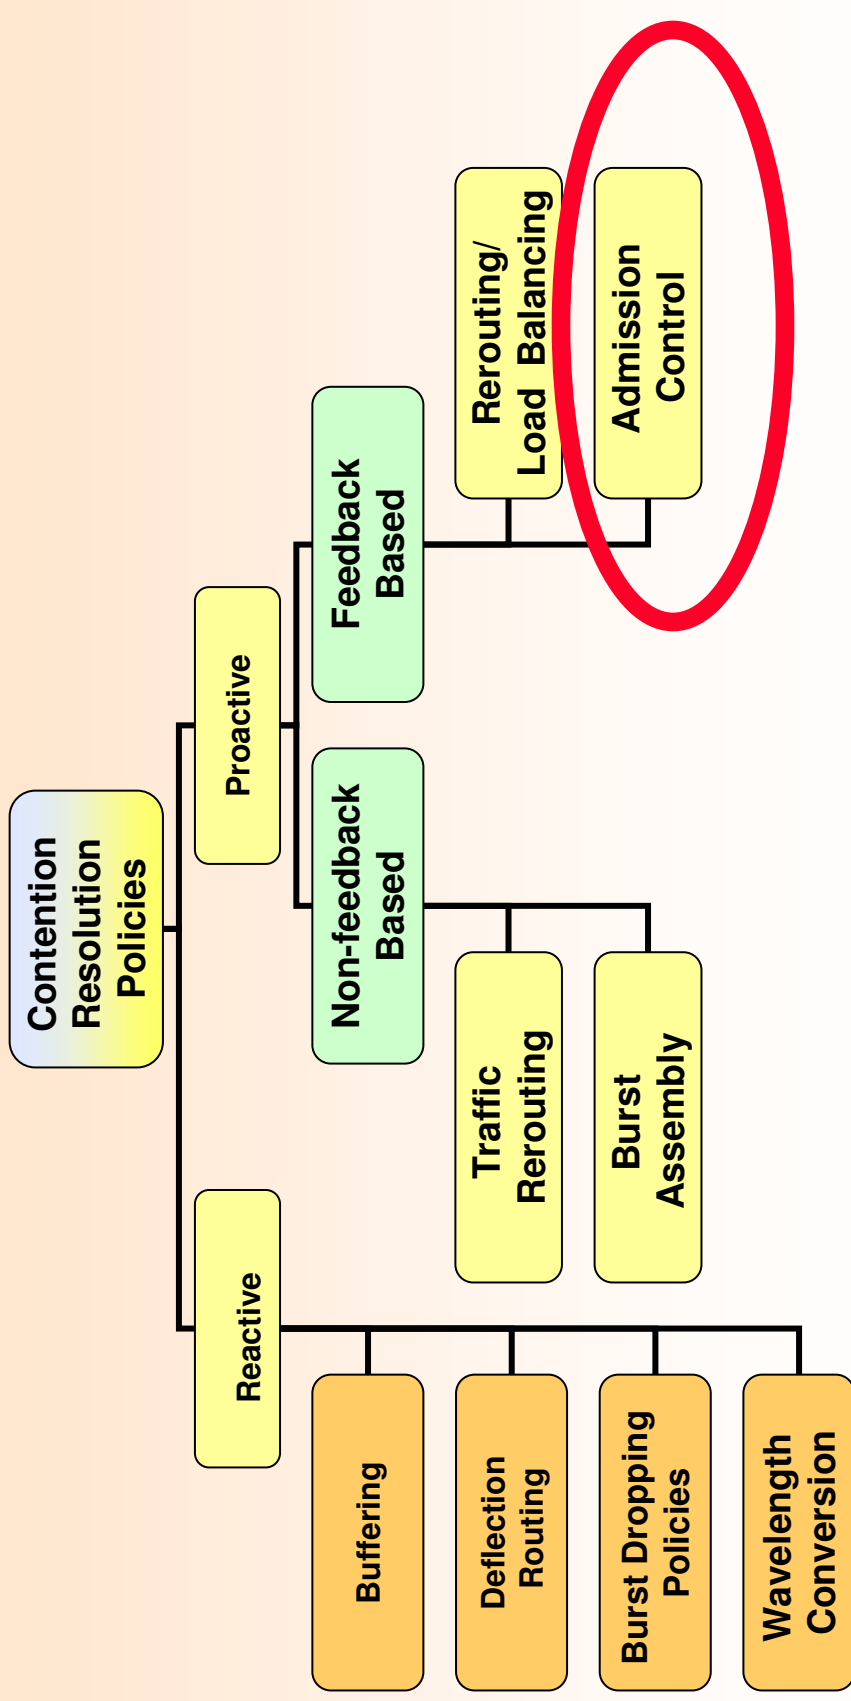 Contention
Resolution
Policies
Reactive
Proactive
Buffering
Deflection
Routing
Burst Dropping
Policies
Wavelength
Conversion
Non-feedback
Based
Feedback
Based
Traffic
Rerouting
Burst
Assembly
Rerouting/
Load Balancing
Admission
Control